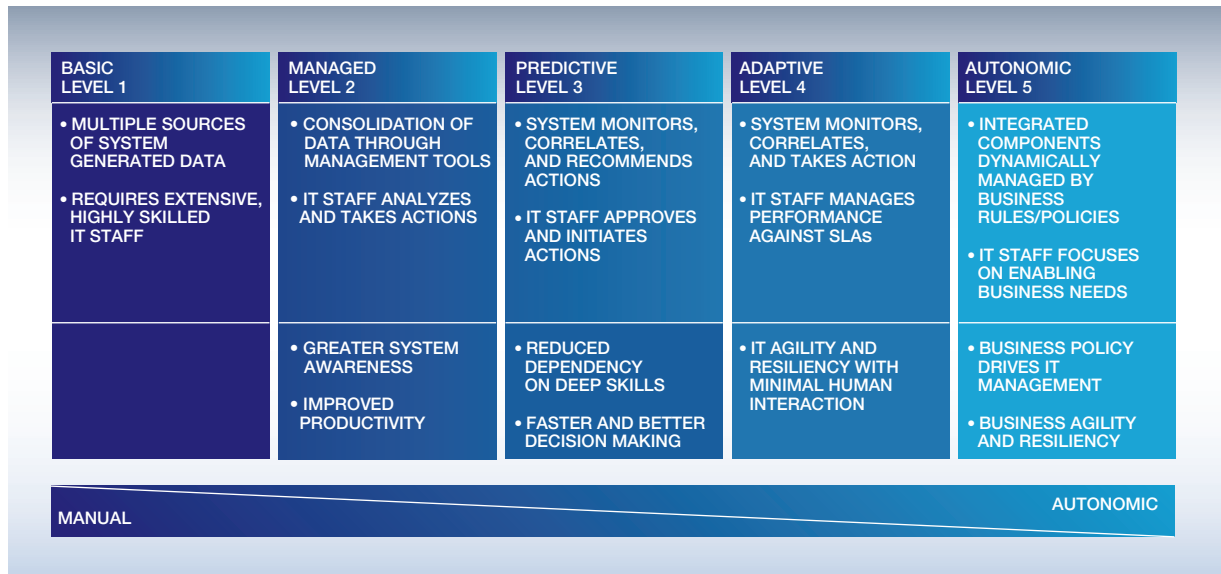 BASIC
LEVEL 1
• MULTIPLE SOURCES
OF SYSTEM
GENERATED DATA
• REQUIRES EXTENSIVE,
HIGHLY SKILLED
IT STAFF
MANAGED
LEVEL 2
• CONSOLIDATION OF
DATA THROUGH
MANAGEMENT TOOLS
• IT STAFF ANALYZES
AND TAKES ACTIONS
• GREATER SYSTEM
AWARENESS
• IMPROVED
PRODUCTIVITY
PREDICTIVE
LEVEL 3
• SYSTEM MONITORS,
CORRELATES,
AND RECOMMENDS
ACTIONS
• IT STAFF APPROVES
AND INITIATES
ACTIONS
• REDUCED
DEPENDENCY
ON DEEP SKILLS
• FASTER AND BETTER
DECISION MAKING
ADAPTIVE
LEVEL 4
• SYSTEM MONITORS,
CORRELATES,
AND TAKES ACTION
• IT STAFF MANAGES
PERFORMANCE
AGAINST SLAs
• IT AGILITY AND
RESILIENCY WITH
MINIMAL HUMAN
INTERACTION
AUTONOMIC
LEVEL 5
• INTEGRATED
COMPONENTS
DYNAMICALLY
MANAGED BY
BUSINESS
RULES/POLICIES
• IT STAFF FOCUSES
ON ENABLING
BUSINESS NEEDS
• BUSINESS POLICY
DRIVES IT
MANAGEMENT
• BUSINESS AGILITY
AND RESILIENCY
MANUAL
AUTONOMIC